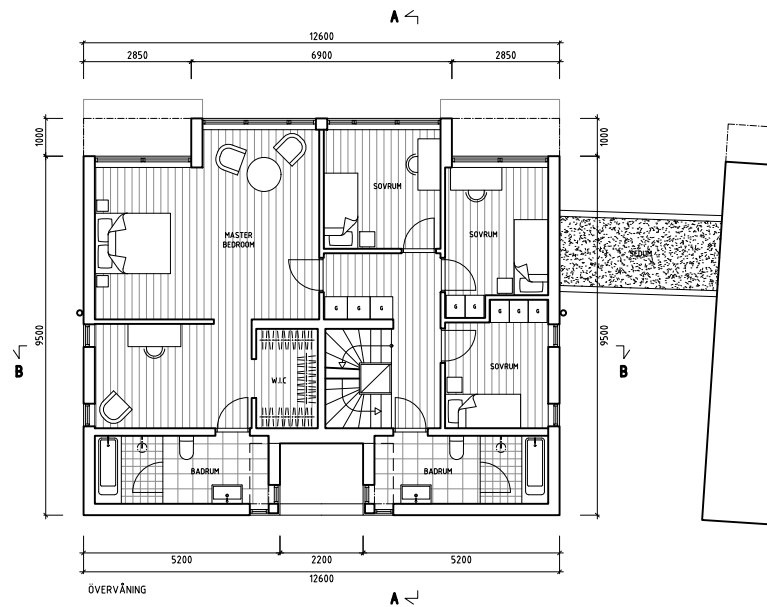 A
12600
2850
6900
2850
1000
1000
SOVRUM
MASTER
BEDROOM
SOVRUM
SEDUM
G G G
G G
G G G
9500
9500
B
B
W.I.C
SOVRUM
BADRUM
BADRUM
5200
2200
5200
12600
ÖVERVÅNING
A